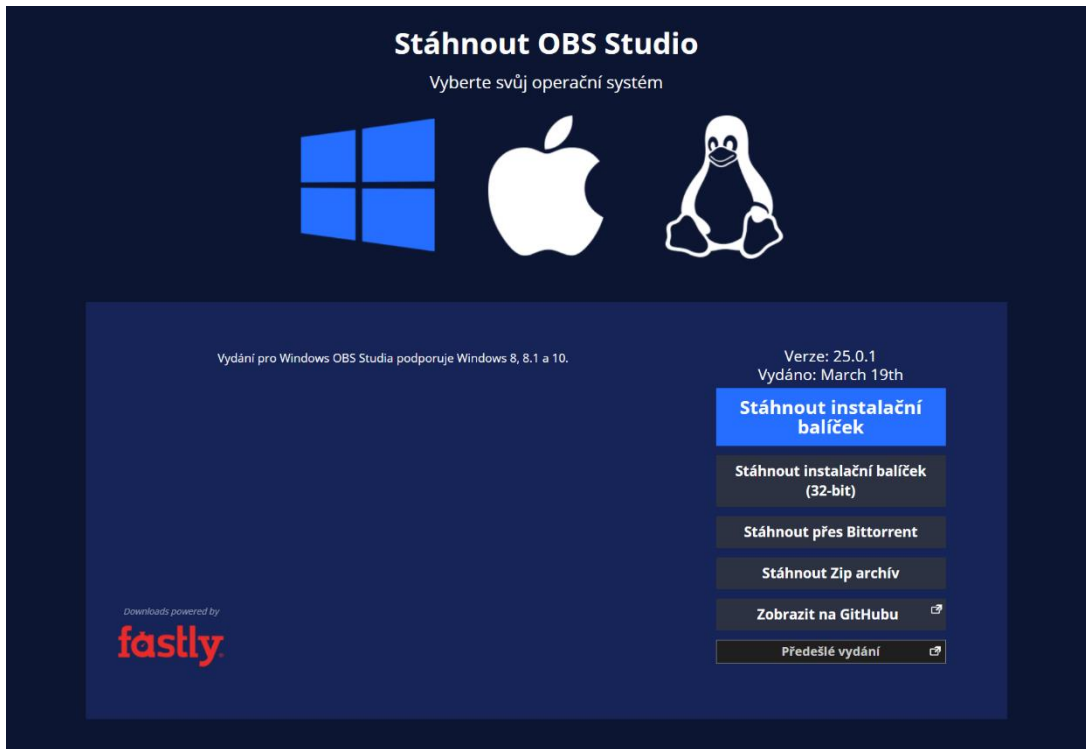 Stáhnout OBS Studio
Vyberte svůj operační systém
Vydání pro Windows OBS Studia podporuje Windows 8, 8.1 a 10.
Verze: 25.0.1
Vydáno: March 19th
Stáhnout instalační
balíček
Stáhnout instalační balíček
(32-bit)
Stáhnout přes Bittorrent
Stáhnout Zip archív
Zobrazit na GitHubu
Předešlé vydání
Downloads powered by
fastly